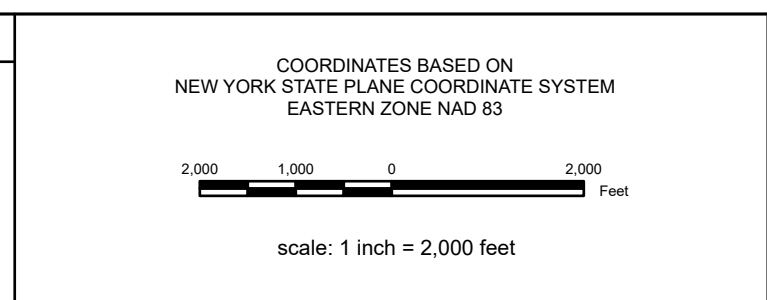 COORDINATES BASED ON
NEW YORK STATE PLANE COORDINATE SYSTEM
EASTERN ZONE NAD 83
2,000 1,000 0 2,000
Feet
scale: 1 inch = 2,000 feet